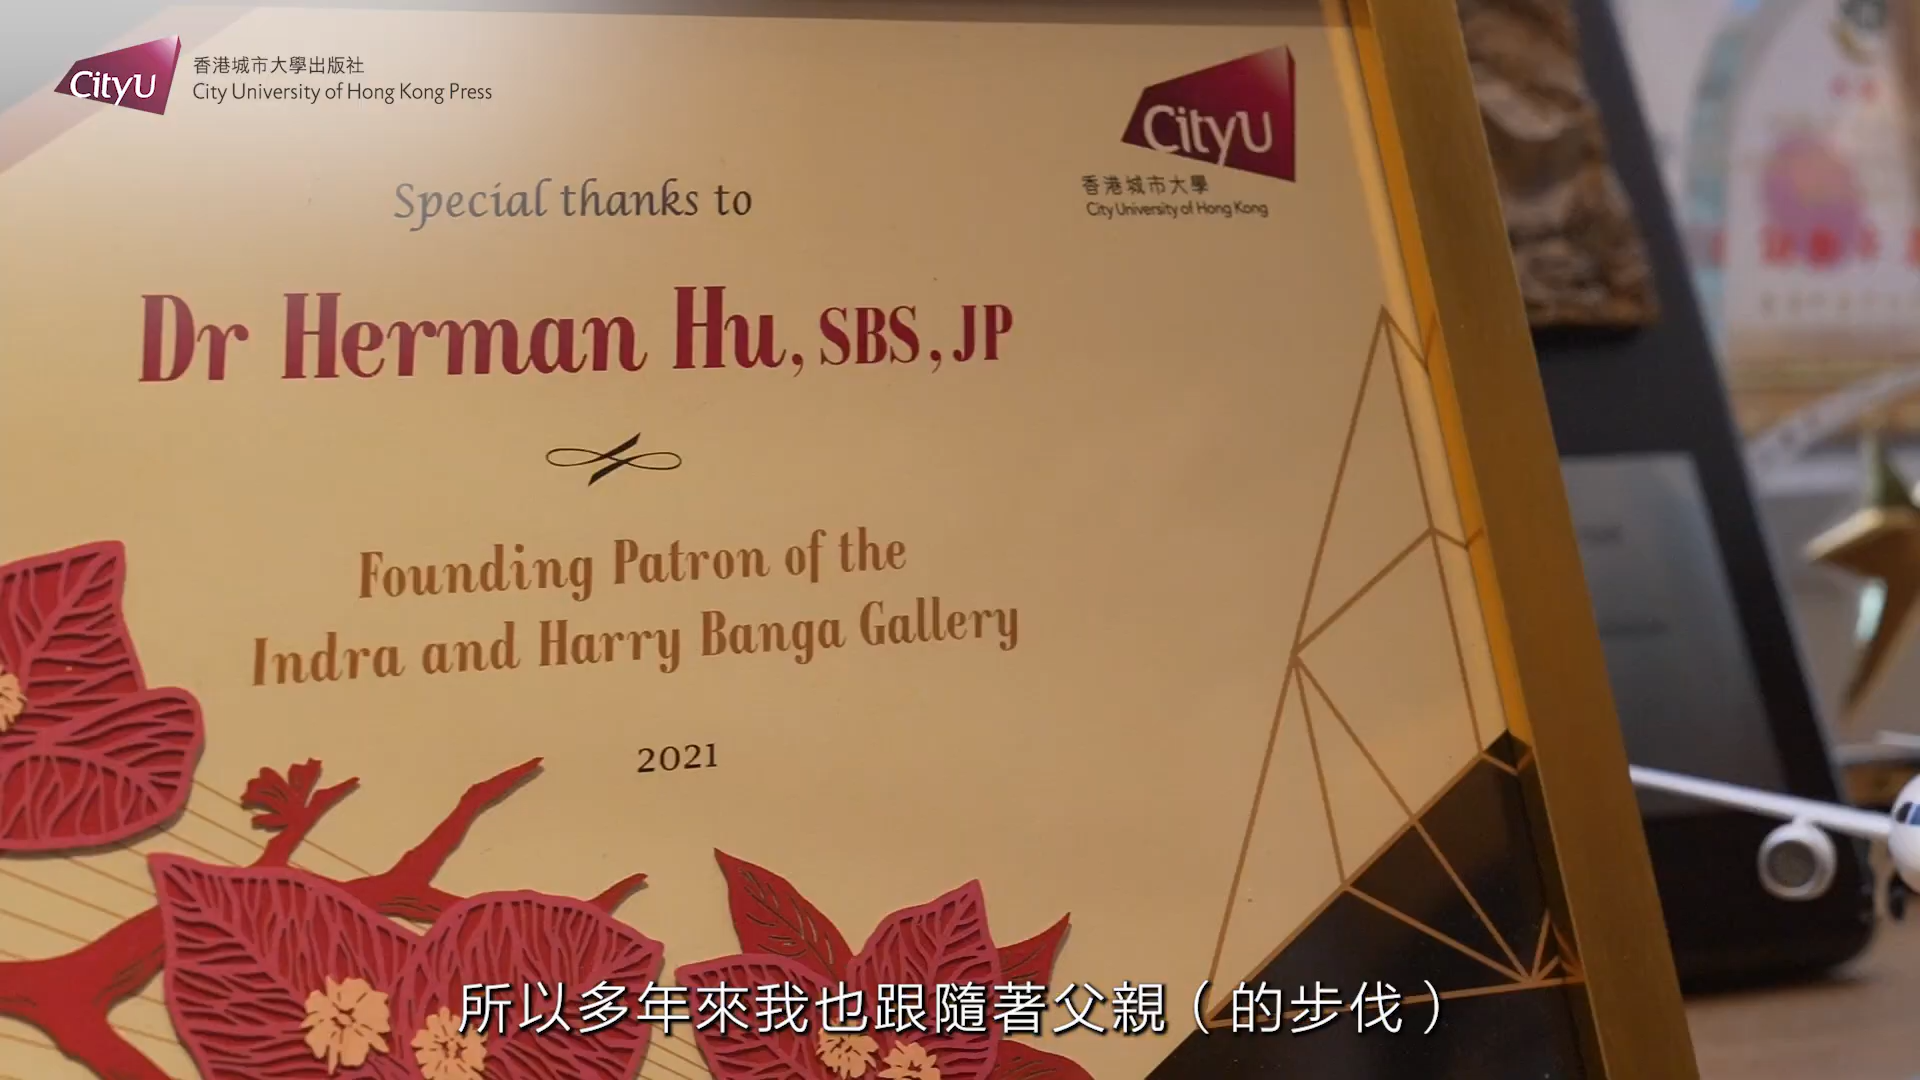 CityU
香港城市大學出版社
City University of Hong Kong Press
CityU
香港城市大學
City University of Hong Kong
Special thanks to
Dr Herman Hu, SBS, JP
Founding Patron of the
Indra and Harry Banga Gallery
2021
所以多年來我也跟隨著父親（的步伐）